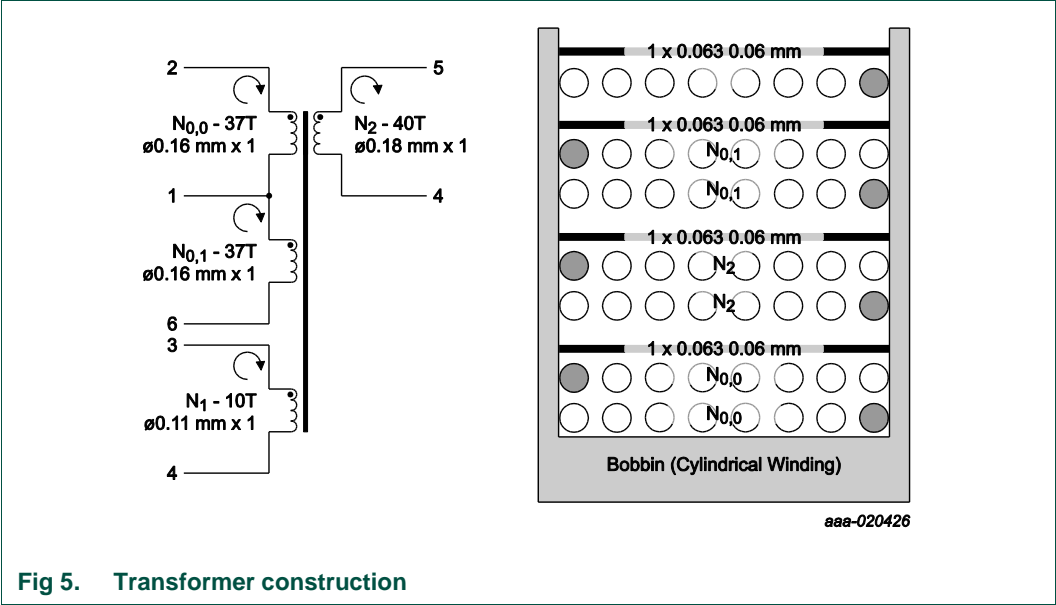 2
5
N0,0 - 37T
ø0.16 mm x 1
N2 - 40T
ø0.18 mm x 1
1
4
N0,1 - 37T
ø0.16 mm x 1
6
3
N1 - 10T
ø0.11 mm x 1
4
1 x 0.063 0.06 mm
1 x 0.063 0.06 mm
N0,1
N0,1
1 x 0.063 0.06 mm
N2
N2
1 x 0.063 0.06 mm
N0,0
N0,0
Bobbin (Cylindrical Winding)
aaa-020426
Fig 5. Transformer construction